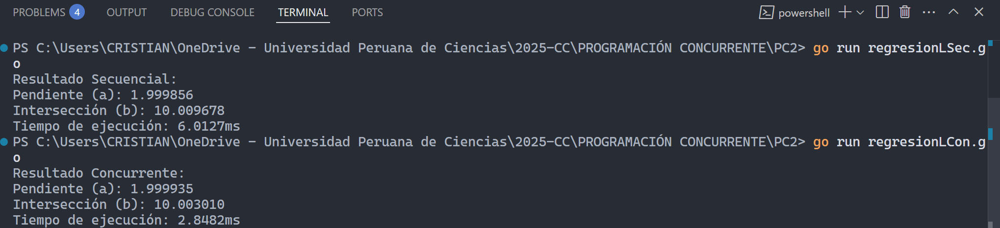 PROBLEMS 4 OUTPUT DEBUG CONSOLE TERMINAL PORTS powershell
PS C:\Users\CRISTIAN\OneDrive - Universidad Peruana de Ciencias\2025-CC\PROGRAMACIÓN CONCURRENTE\PC2> go run regresionLSec.g
o
Resultado Secuencial:
Pendiente (a): 1.999856
Intersección (b): 10.009678
Tiempo de ejecución: 6.0127ms
PS C:\Users\CRISTIAN\OneDrive - Universidad Peruana de Ciencias\2025-CC\PROGRAMACIÓN CONCURRENTE\PC2> go run regresionLCon.g
o
Resultado Concurrente:
Pendiente (a): 1.999935
Intersección (b): 10.003010
Tiempo de ejecución: 2.8482ms